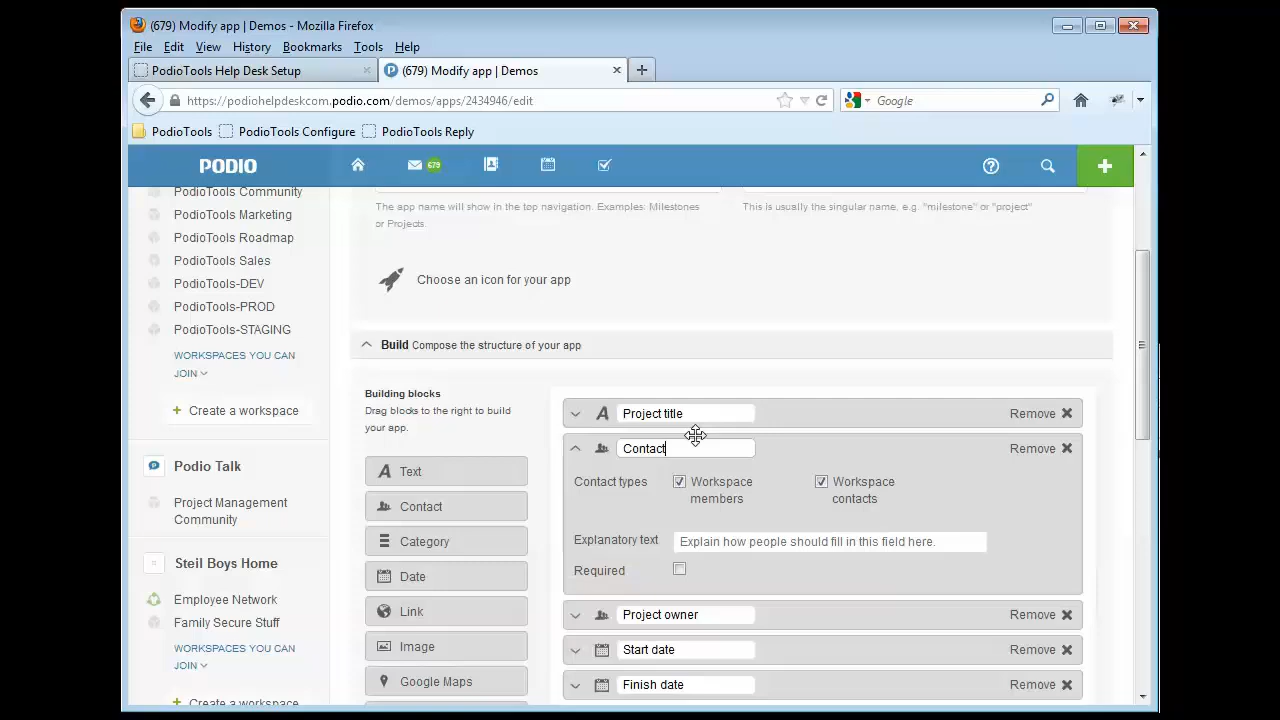 (679) Modify app | Demos - Mozilla Firefox
File Edit View History Bookmarks Tools Help
PodioTools Help Desk Setup
(679) Modify app | Demos
https://podiohelpdeskcom.podio.com/demos/apps/2434946/edit
Google
PodioTools PodioTools Configure PodioTools Reply
PODIO
679
PodioTools Community
PodioTools Marketing
PodioTools Roadmap
PodioTools Sales
PodioTools-DEV
PodioTools-PROD
PodioTools-STAGING
WORKSPACES YOU CAN
JOIN
+ Create a workspace
Podio Talk
Project Management
Community
Steil Boys Home
Employee Network
Family Secure Stuff
WORKSPACES YOU CAN
JOIN
+ Create a workspace
The app name will show in the top navigation. Examples: Milestones
or Projects.
This is usually the singular name, e.g. "milestone" or "project"
Choose an icon for your app
Build Compose the structure of your app
Building blocks
Drag blocks to the right to build
your app.
Text
Contact
Category
Date
Link
Image
Google Maps
Project title
Remove
Contact
Remove
Contact types
Workspace
members
Workspace
contacts
Explanatory text
Explain how people should fill in this field here.
Required
Project owner
Remove
Start date
Remove
Finish date
Remove